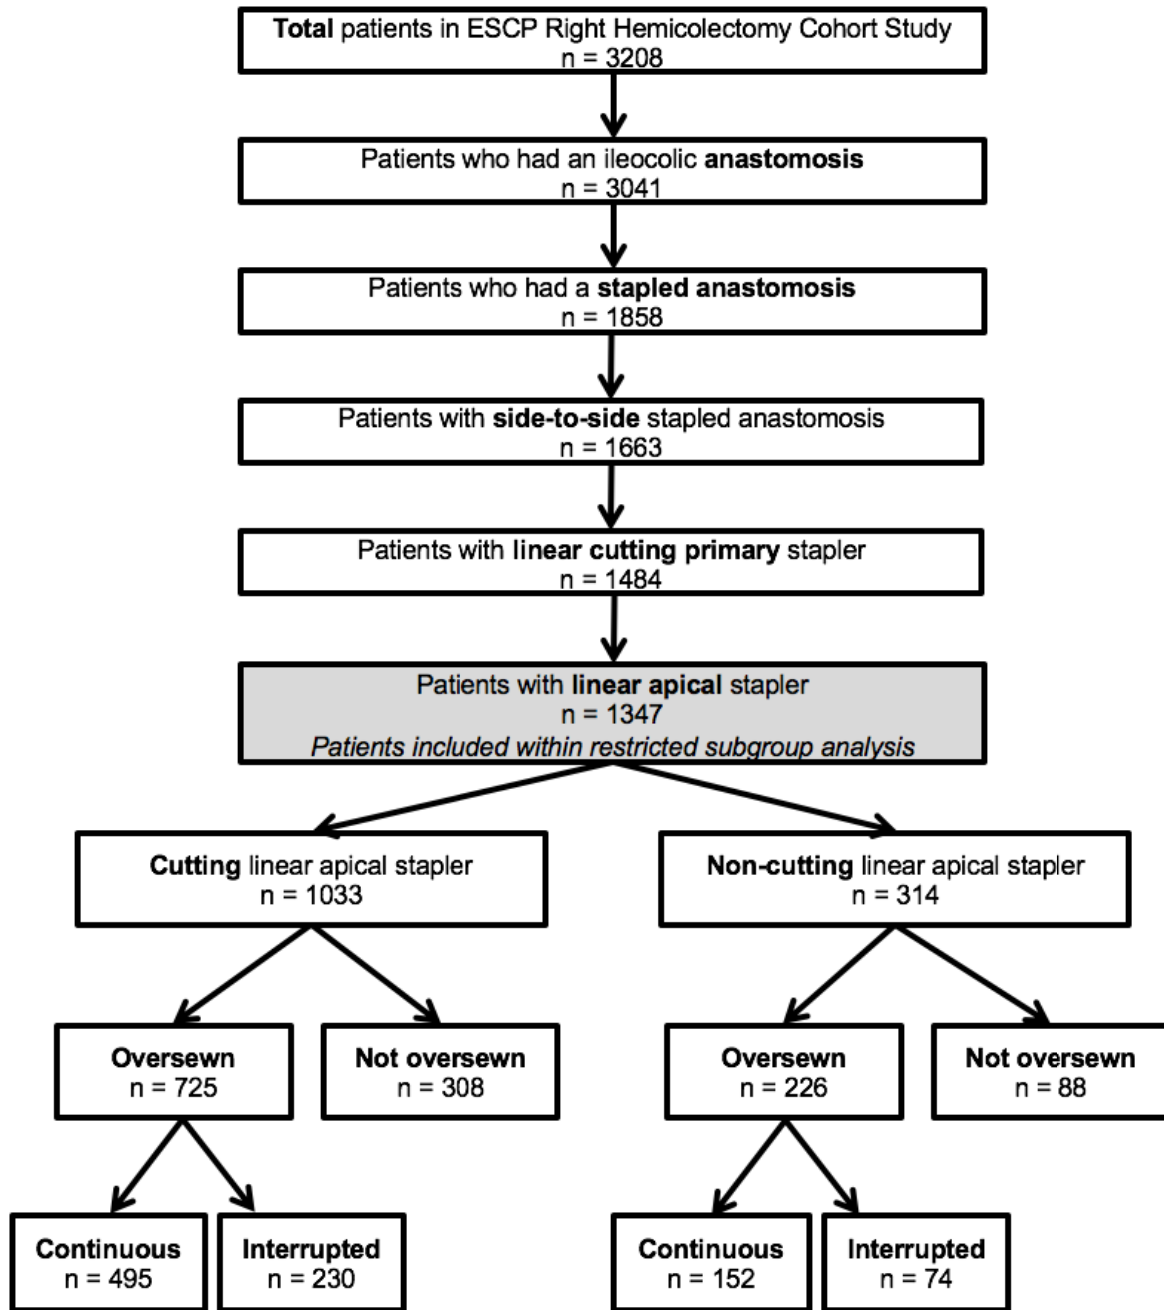 Total patients in ESCP Right Hemicolectomy Cohort Study
n = 3208
Patients who had an ileocolic anastomosis
n = 3041
Patients who had a stapled anastomosis
n = 1858
Patients with side-to-side stapled anastomosis
n = 1663
Patients with linear cutting primary stapler
n = 1484
Patients with linear apical stapler
n = 1347
Patients included within restricted subgroup analysis
Cutting linear apical stapler
n = 1033
Non-cutting linear apical stapler
n = 314
Oversewn
n = 725
Not oversewn
n = 308
Oversewn
n = 226
Not oversewn
n = 88
Continuous
n = 495
Interrupted
n = 230
Continuous
n = 152
Interrupted
n = 74